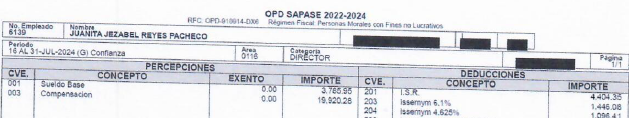 OPD SAPASE 2022-2024
RFC. OPD-910914-DX6 Régimen Fiscal: Personas Morales con Fines no Lucrativos
No. Empleado Nombre
6139 JUANITA JEZABEL REYES PACHECO
Periodo Area Categoria Pagina
16 AL 31-JUL-2024 (G) Confianza 0116 DIRECTOR 1/1
PERCEPCIONES DEDUCCIONES
CVE. CONCEPTO EXENTO IMPORTE CVE. CONCEPTO IMPORTE
001 Sueldo Base 0.00 3,765.95 201 I.S.R. 4,404.35
003 Compensacion 0.00 19,920.28 203 Issemym 6.1% 1,446.08
204 Issemym 4.625% 1,096.41